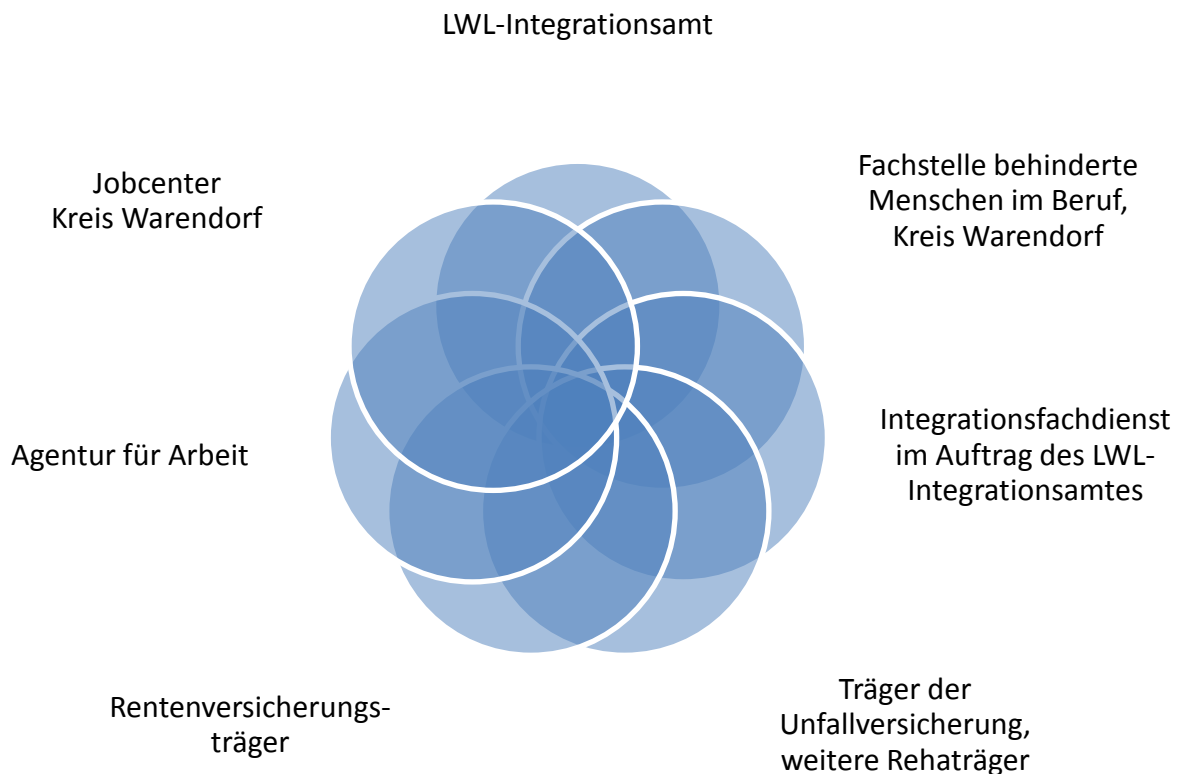 LWL-Integrationsamt
Jobcenter
Kreis Warendorf
Fachstelle behinderte
Menschen im Beruf,
Kreis Warendorf
Agentur für Arbeit
Integrationsfachdienst
im Auftrag des LWL-
Integrationsamtes
Rentenversicherungs-
träger
Träger der
Unfallversicherung,
weitere Rehaträger